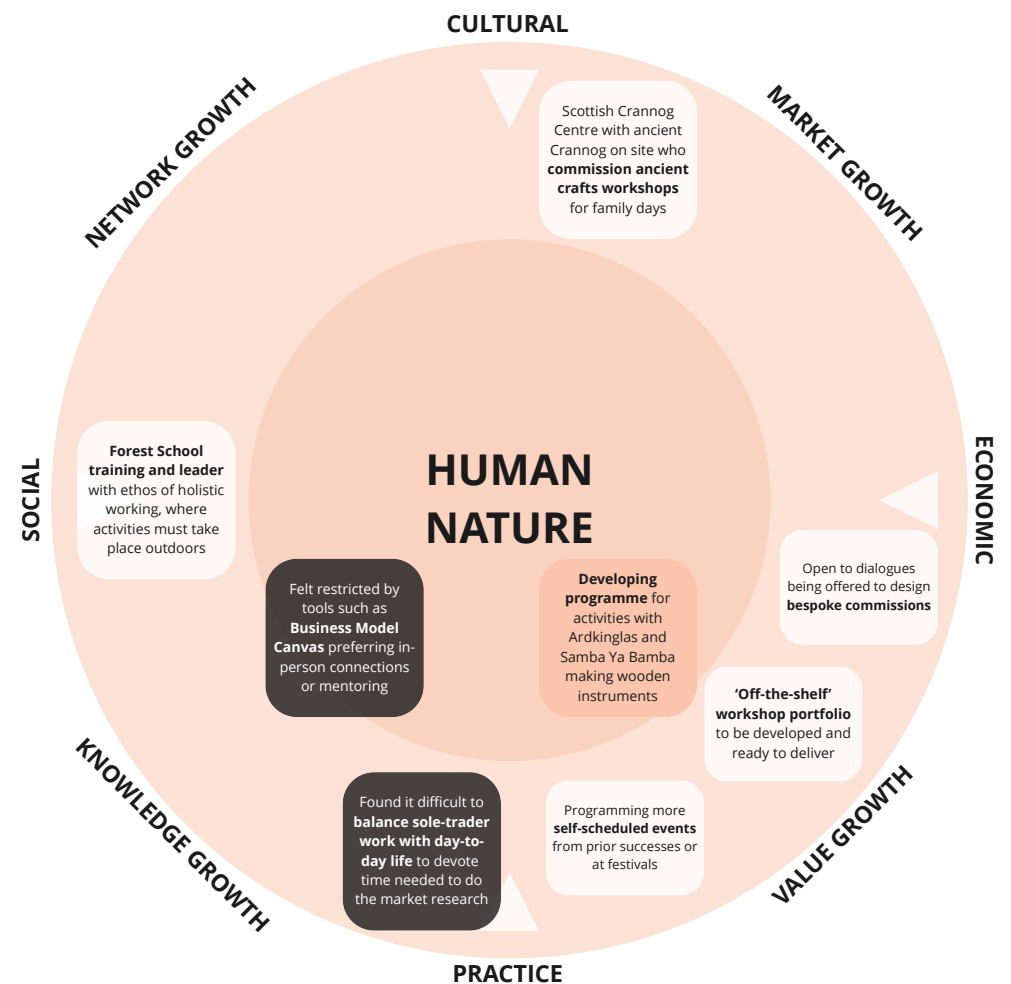 CULTURAL
NETWORK GROWTH
MARKET GROWTH
Scottish Crannog
Centre with ancient
Crannog on site who
commission ancient
crafts workshops
for family days
SOCIAL
Forest School
training and leader
with ethos of holistic
working, where
activities must take
place outdoors
HUMAN
NATURE
ECONOMIC
Open to dialogues
being offered to design
bespoke commissions
Felt restricted by
tools such as
Business Model
Canvas preferring in-
person connections
or mentoring
Developing
programme for
activities with
Ardkinglas and
Samba Ya Bamba
making wooden
instruments
‘Off-the-shelf’
workshop portfolio
to be developed and
ready to deliver
KNOWLEDGE GROWTH
Found it difficult to
balance sole-trader
work with day-to-
day life to devote
time needed to do
the market research
Programming more
self-scheduled events
from prior successes or
at festivals
VALUE GROWTH
PRACTICE